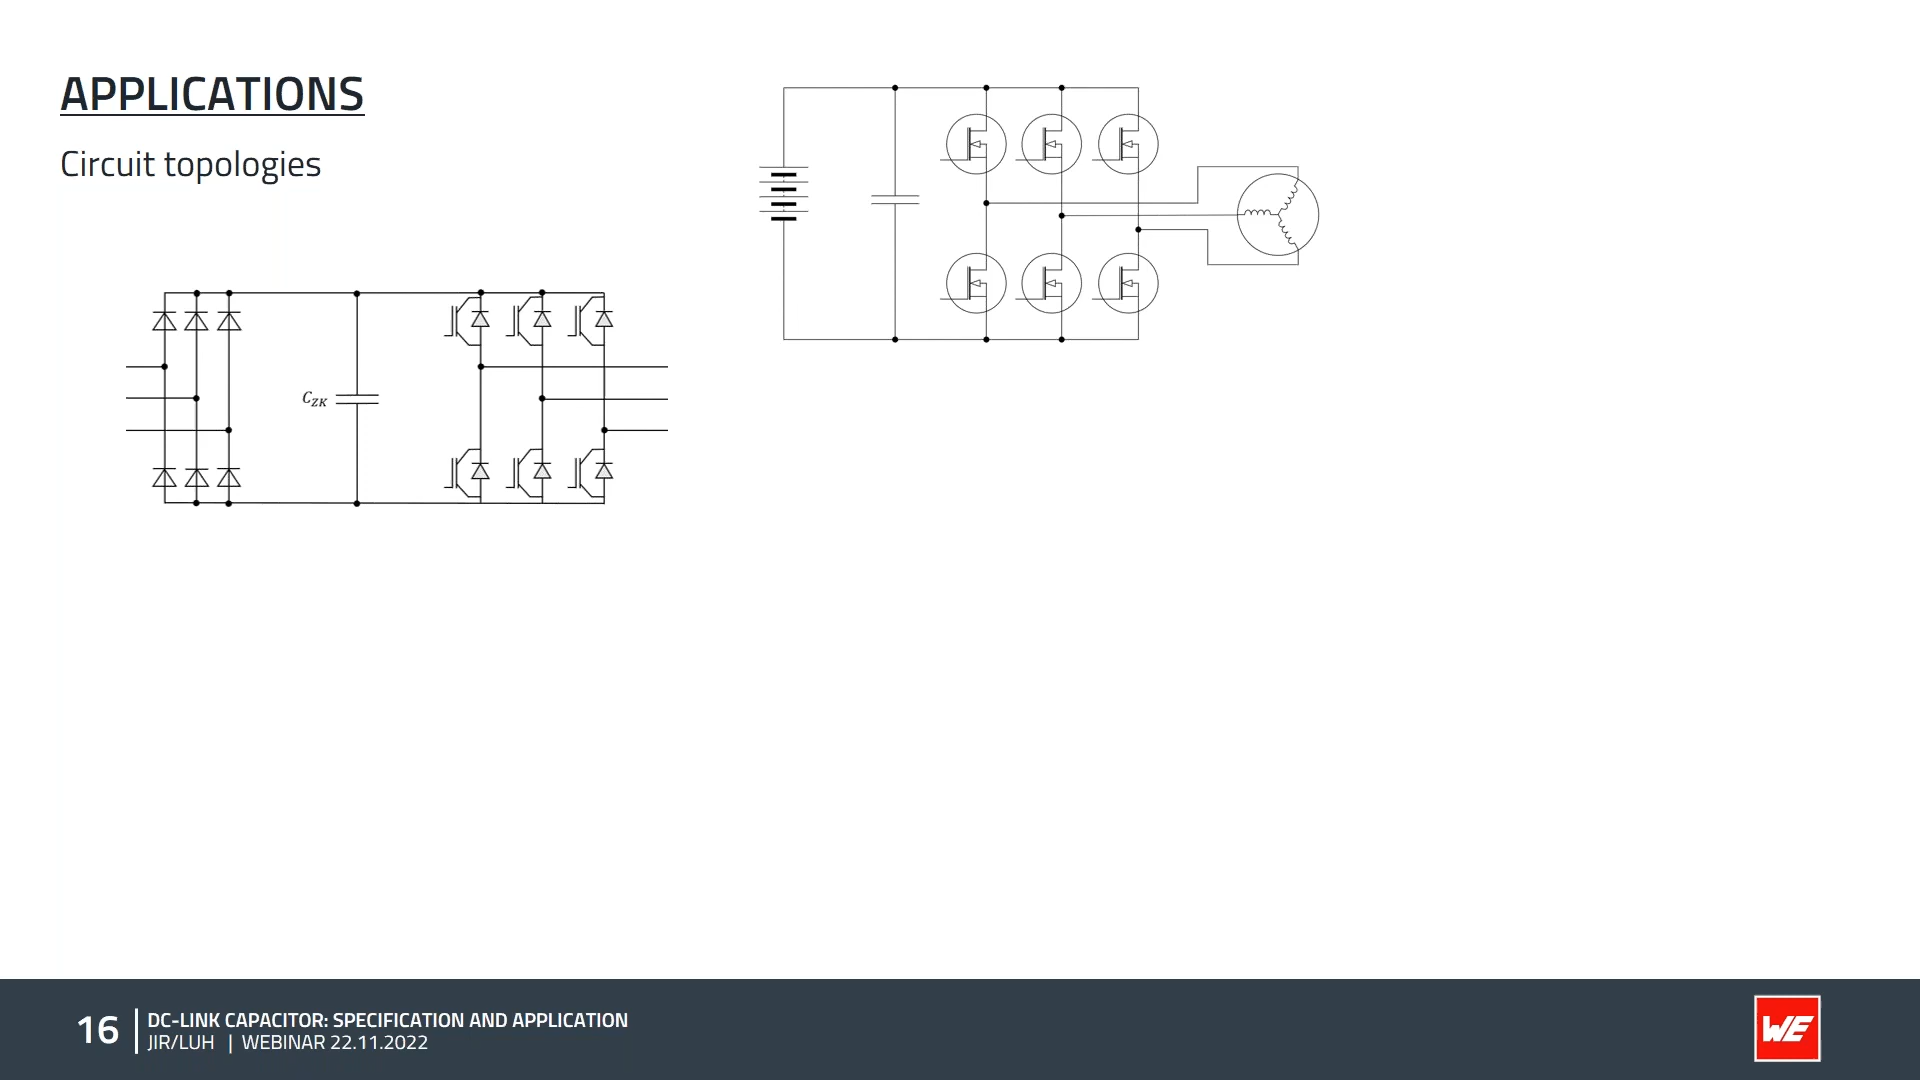 APPLICATIONS
Circuit topologies
C_ZK
16
DC-LINK CAPACITOR: SPECIFICATION AND APPLICATION
JIR/LUH | WEBINAR 22.11.2022
WE